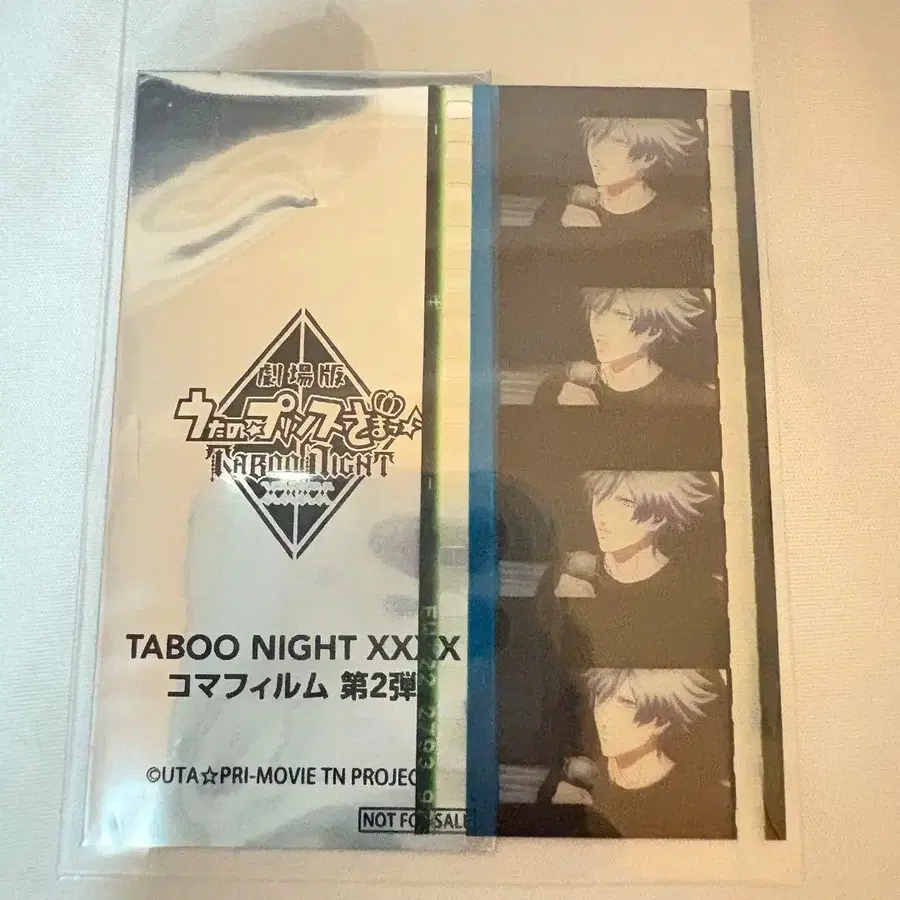 劇場版
うたの☆プリンスさまっ♪
TABOO NIGHT
XXXX
TABOO NIGHT XXXX
コマフィルム 第2弾
©UTA☆PRI-MOVIE TN PROJEC
NOT FOR SALE